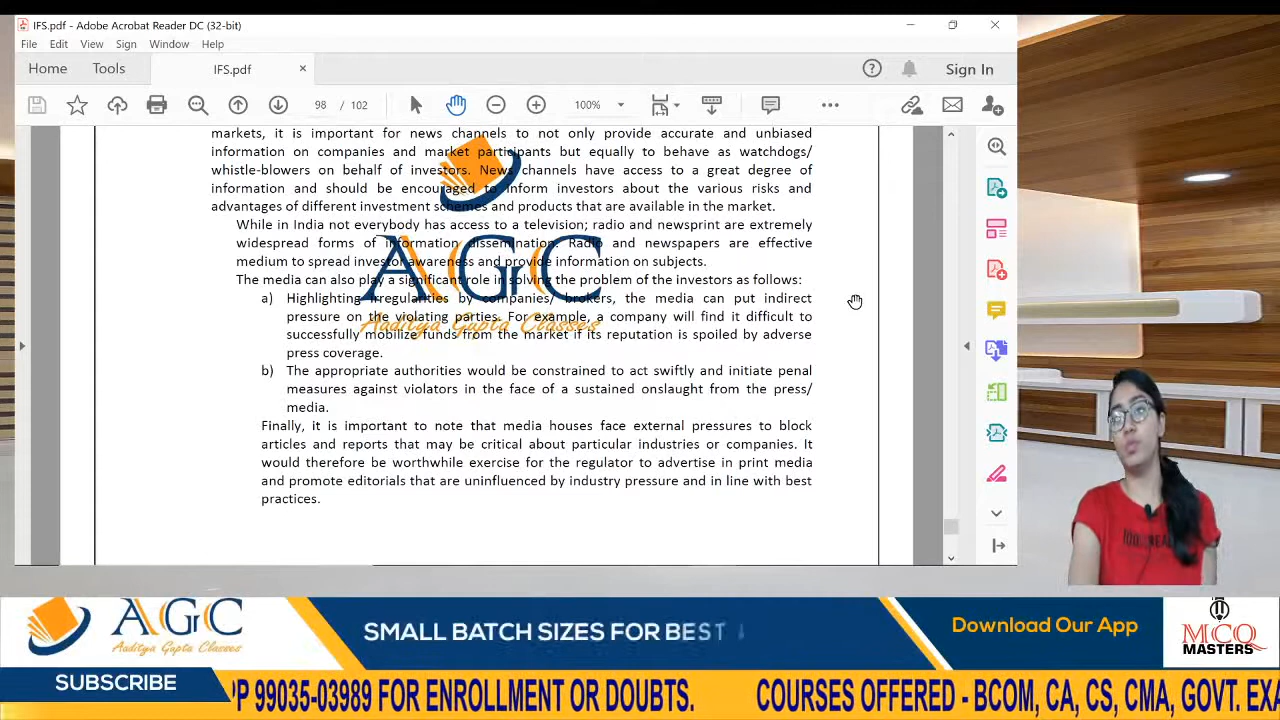 IFS.pdf - Adobe Acrobat Reader DC (32-bit)
File Edit View Sign Window Help
Home Tools IFS.pdf × Sign In
98 / 102 100%
markets, it is important for news channels to not only provide accurate and unbiased
information on companies and market participants but equally to behave as watchdogs/
whistle-blowers on behalf of investors. News channels have access to a great degree of
information and should be encouraged to inform investors about the various risks and
advantages of different investment schemes and products that are available in the market.
While in India not everybody has access to a television; radio and newsprint are extremely
widespread forms of information dissemination. Radio and newspapers are effective
medium to spread investor awareness and provide information on subjects.
The media can also play a significant role in solving the problem of the investors as follows:
a) Highlighting irregularities by companies/ brokers, the media can put indirect
pressure on the violating parties. For example, a company will find it difficult to
successfully mobilize funds from the market if its reputation is spoiled by adverse
press coverage.
b) The appropriate authorities would be constrained to act swiftly and initiate penal
measures against violators in the face of a sustained onslaught from the press/
media.
Finally, it is important to note that media houses face external pressures to block
articles and reports that may be critical about particular industries or companies. It
would therefore be worthwhile exercise for the regulator to advertise in print media
and promote editorials that are uninfluenced by industry pressure and in line with best
practices.
AGC
Aaditya Gupta Classes
AGC
Aaditya Gupta Classes
SMALL BATCH SIZES FOR BEST
Download Our App
MCQ
MASTERS
SUBSCRIBE
PP 99035-03989 FOR ENROLLMENT OR DOUBTS. COURSES OFFERED - BCOM, CA, CS, CMA, GOVT. EXA